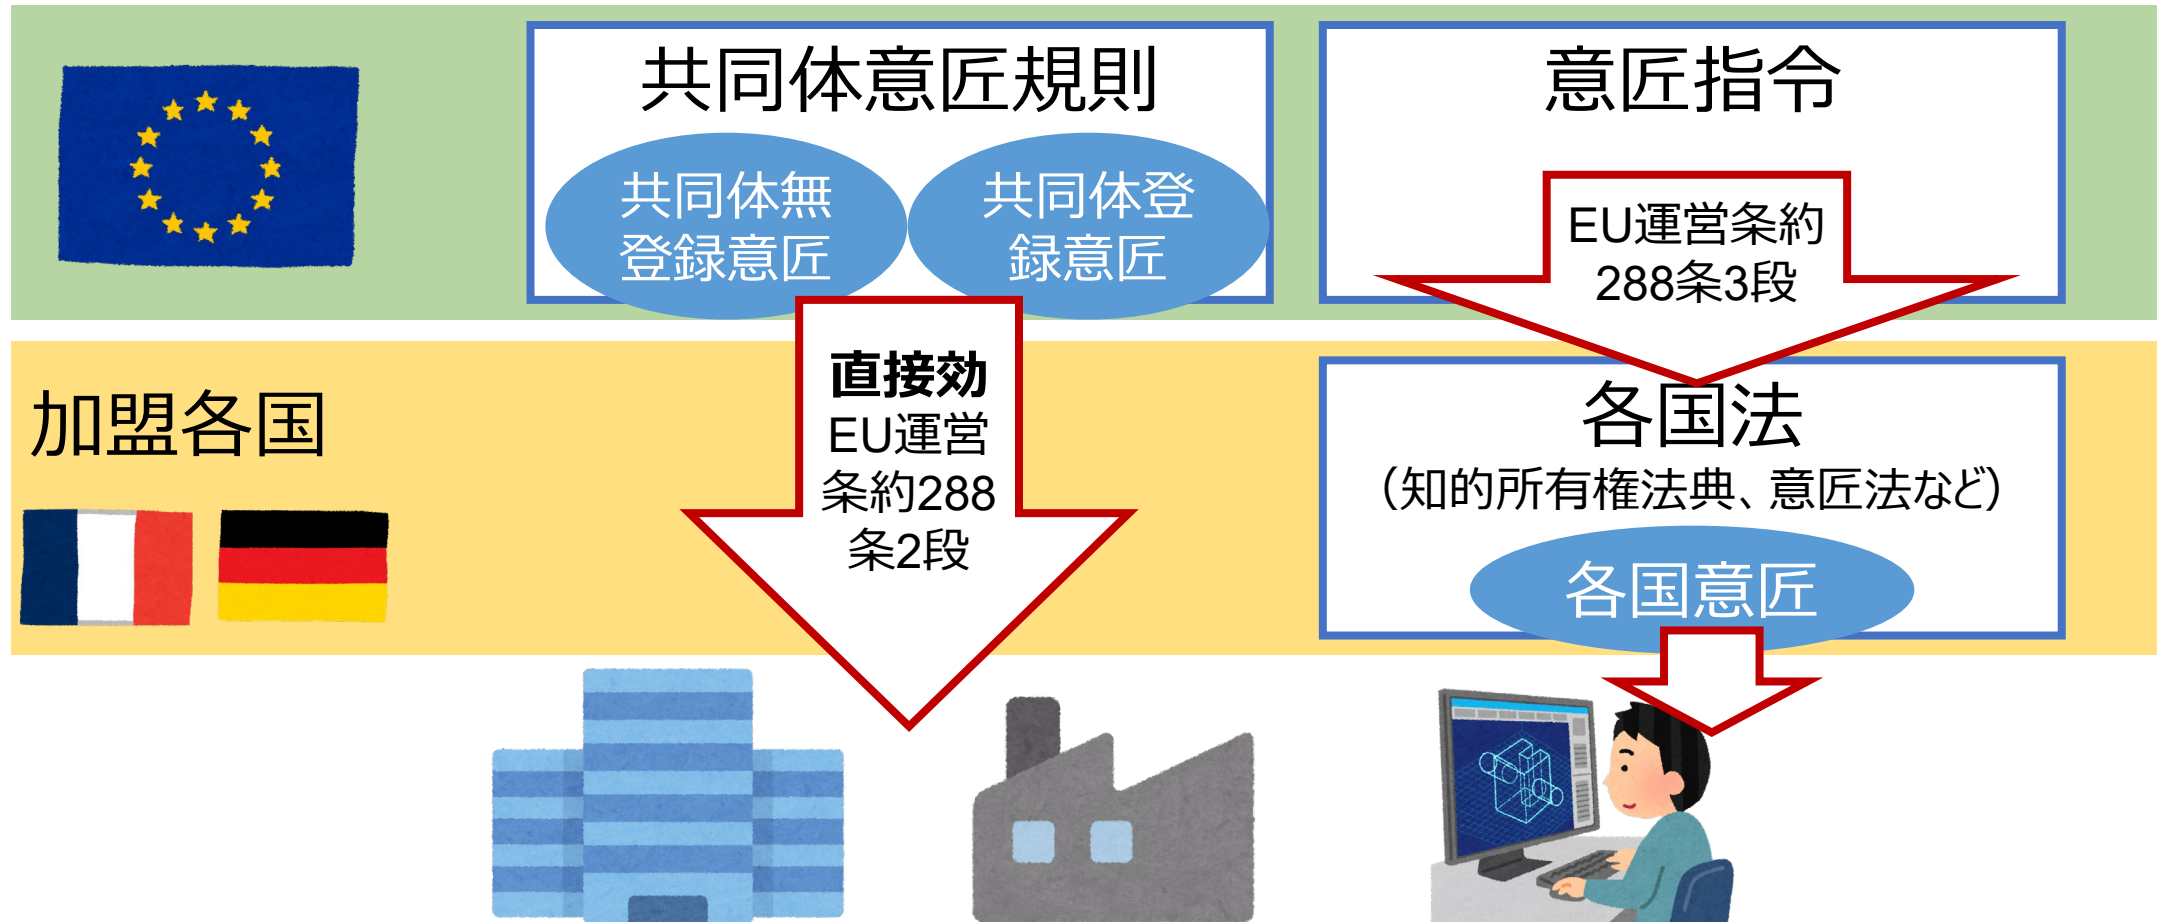 共同体意匠規則
共同体無
登録意匠
共同体登
録意匠
意匠指令
EU運営条約
288条3段
加盟各国
直接効
EU運営
条約288
条2段
各国法
（知的所有権法典、意匠法など）
各国意匠